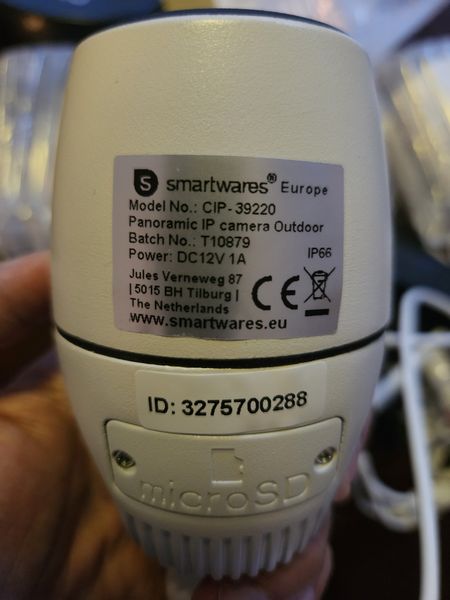 S smartwares® Europe
Model No.: CIP-39220
Panoramic IP camera Outdoor
Batch No.: T10879
Power: DC12V 1A IP66
Jules Verneweg 87
| 5015 BH Tilburg |
The Netherlands
CE
www.smartwares.eu
ID: 3275700288
microSD